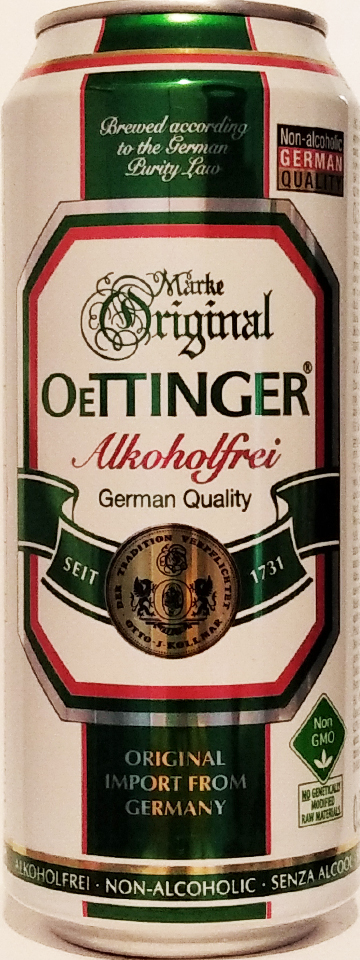 Brewed according
to the German
Purity Law
Non-alcoholic
GERMAN
QUALITY
Marke
Original
OeTTINGER®
Alkoholfrei
German Quality
SEIT
1731
DER TRADITION VERPFLICHTET
OTTO·J·KOLLMAR
ORIGINAL
IMPORT FROM
GERMANY
Non
GMO
NO GENETICALLY
MODIFIED
RAW MATERIALS
ALKOHOLFREI · NON-ALCOHOLIC · SENZA ALCOOL